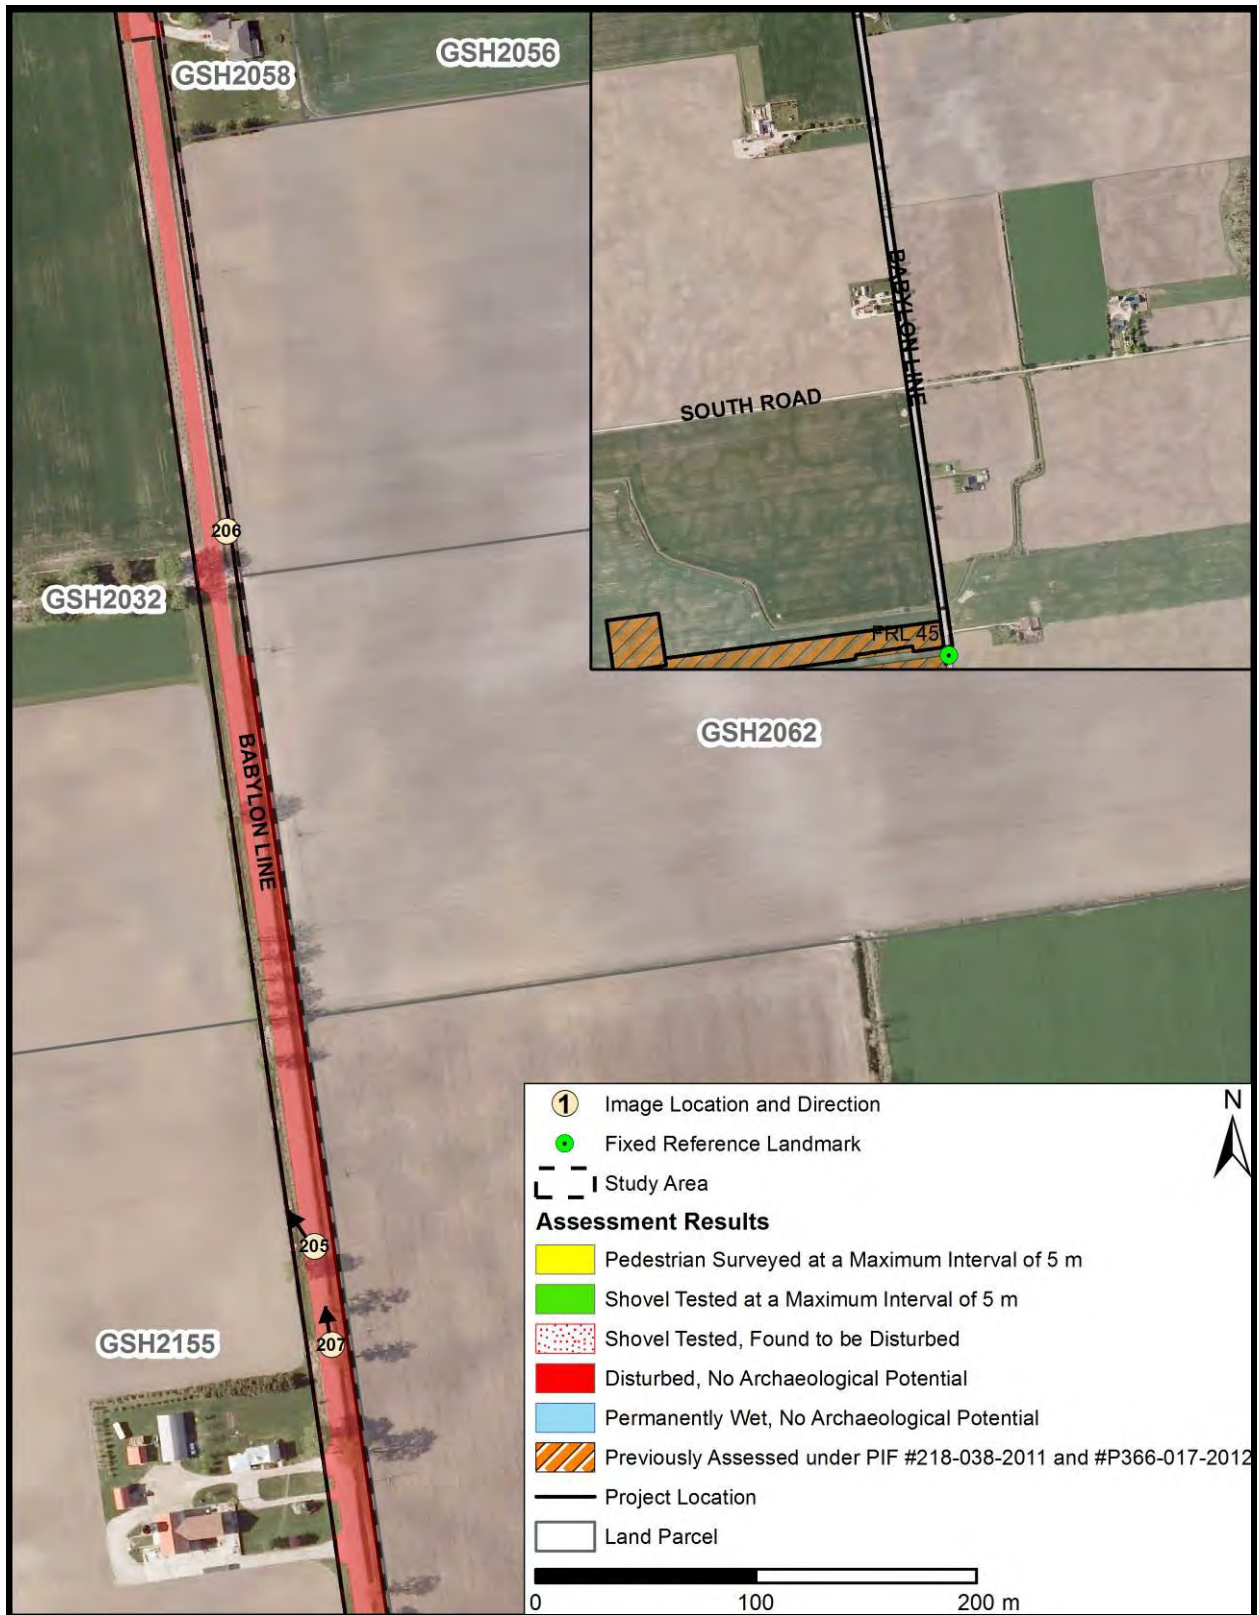 GSH2058
GSH2056
BABYLON LINE
SOUTH ROAD
FRL 45
206
GSH2032
GSH2062
BABYLON LINE
205
207
GSH2155
N
1 Image Location and Direction
Fixed Reference Landmark
Study Area
Assessment Results
Pedestrian Surveyed at a Maximum Interval of 5 m
Shovel Tested at a Maximum Interval of 5 m
Shovel Tested, Found to be Disturbed
Disturbed, No Archaeological Potential
Permanently Wet, No Archaeological Potential
Previously Assessed under PIF #218-038-2011 and #P366-017-2012
Project Location
Land Parcel
0 100 200 m